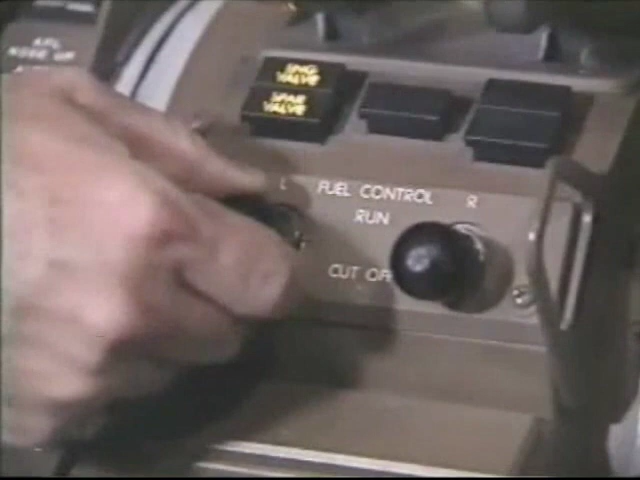 ENG
VALVE
SPAR
VALVE
L FUEL CONTROL R
RUN
CUT OFF